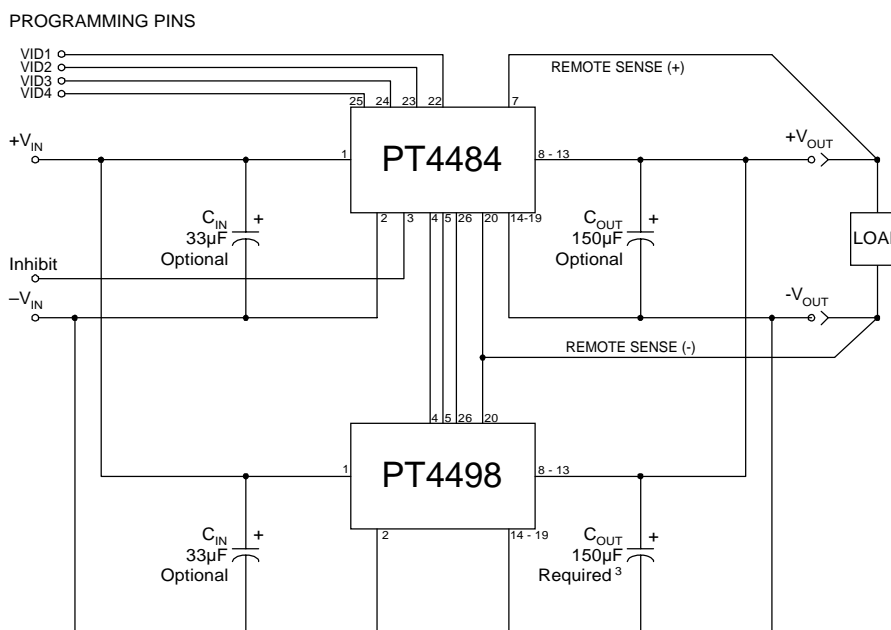 PROGRAMMING PINS
VID1
VID2
VID3
VID4
25 24 23 22 7
REMOTE SENSE (+)
+VIN
1
PT4484
8 - 13
+VOUT
2 3 4 5 26 20 14-19
CIN
+
33µF
Optional
COUT
+
150µF
Optional
LOA
Inhibit
–VIN
-VOUT
REMOTE SENSE (-)
4 5 26 20
1
PT4498
8 - 13
2
14 - 19
CIN
+
33µF
Optional
COUT
+
150µF
Required 3